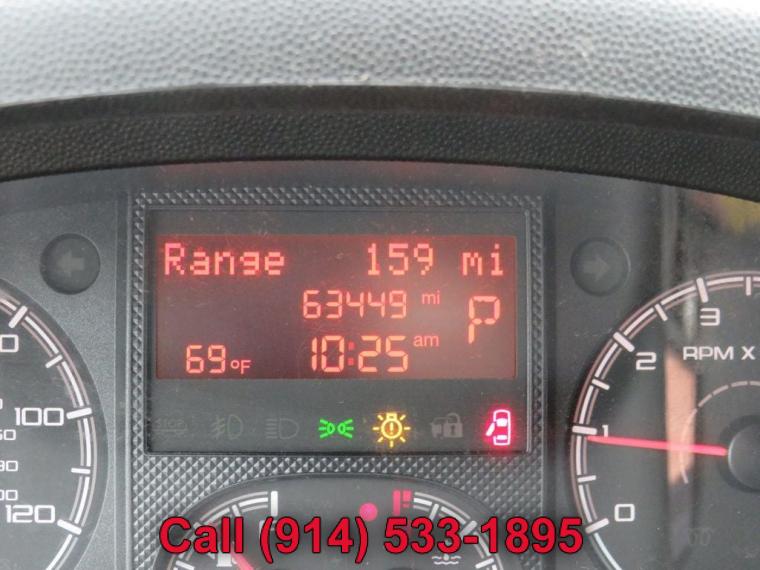 Range 159 mi
63449 mi
P
69°F 10:25 am
3
2
RPM X
1
0
100
120
STOP
F
Call (914) 533-1895